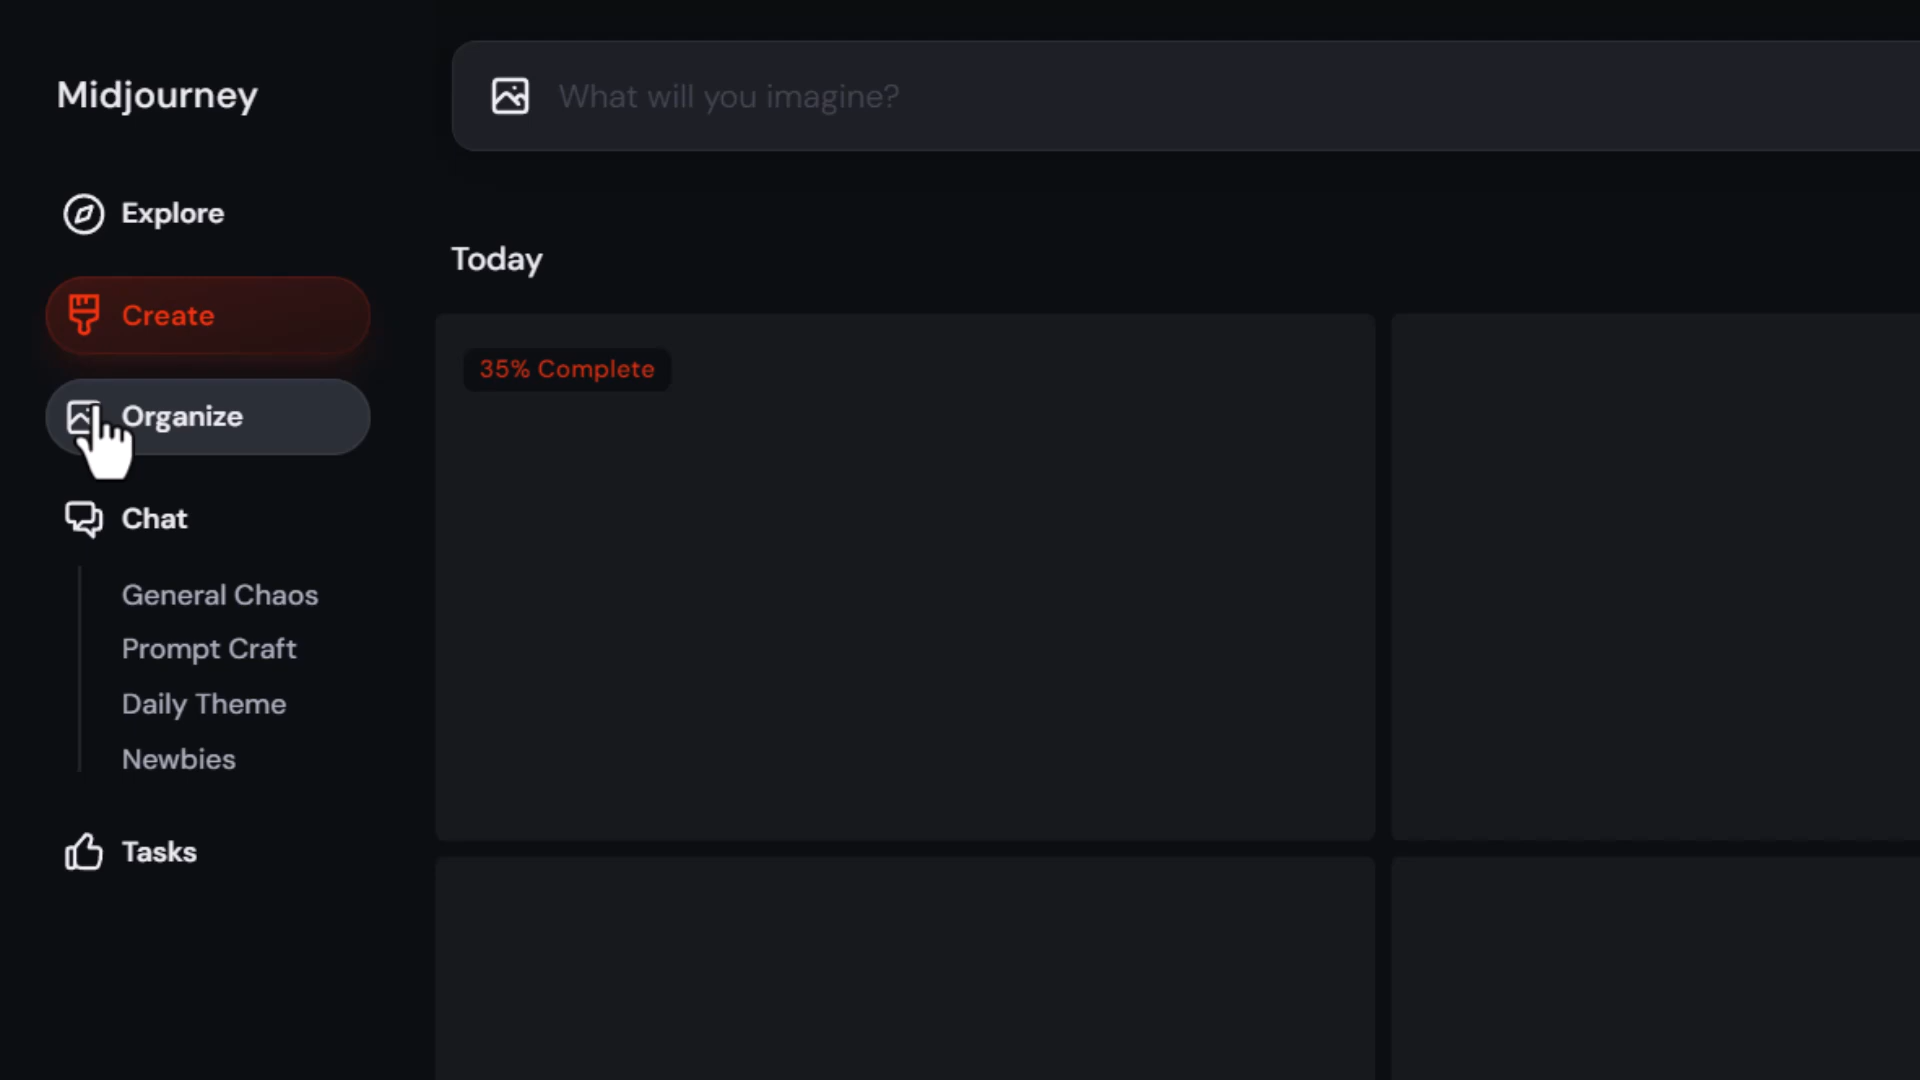 Midjourney
What will you imagine?
Explore
Create
Organize
Chat
General Chaos
Prompt Craft
Daily Theme
Newbies
Tasks
Today
35% Complete